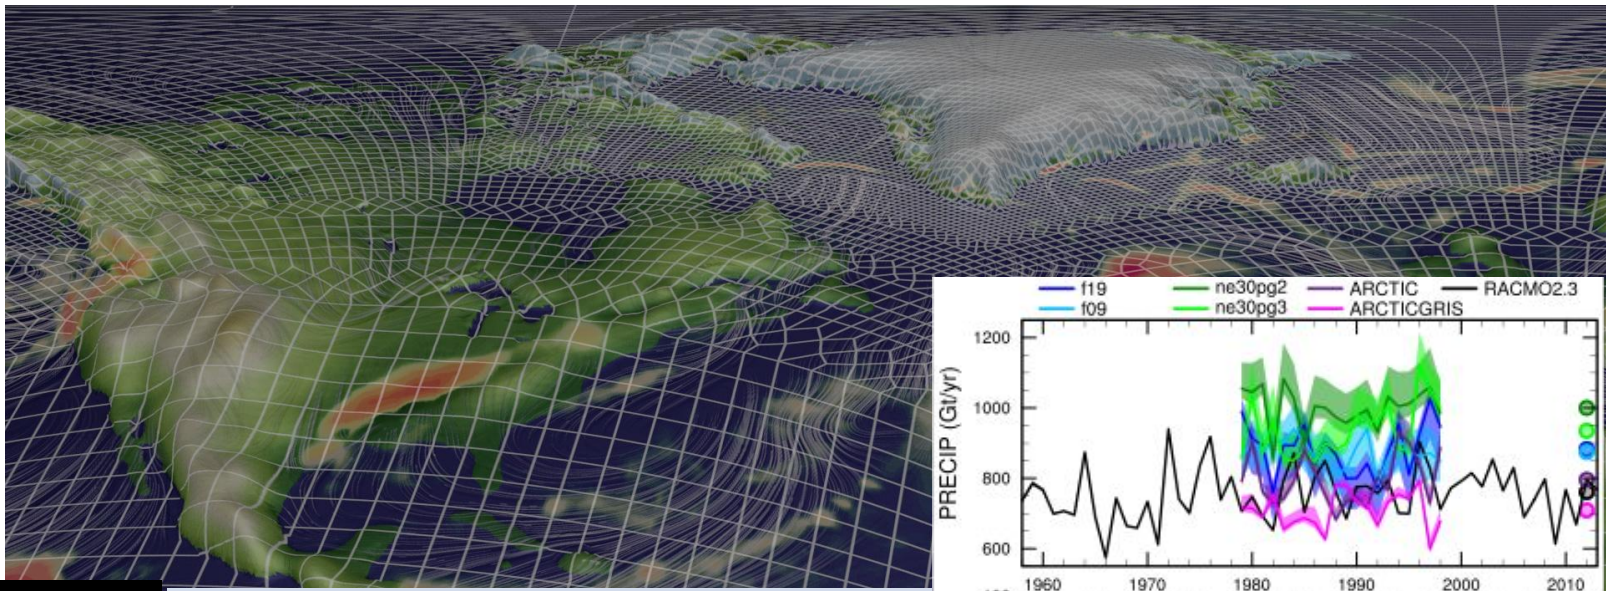 f19 ne30pg2 ARCTIC RACMO2.3
f09 ne30pg3 ARCTICGRIS
PRECIP (Gt/yr)
1200
1000
800
600
1960 1970 1980 1990 2000 2010